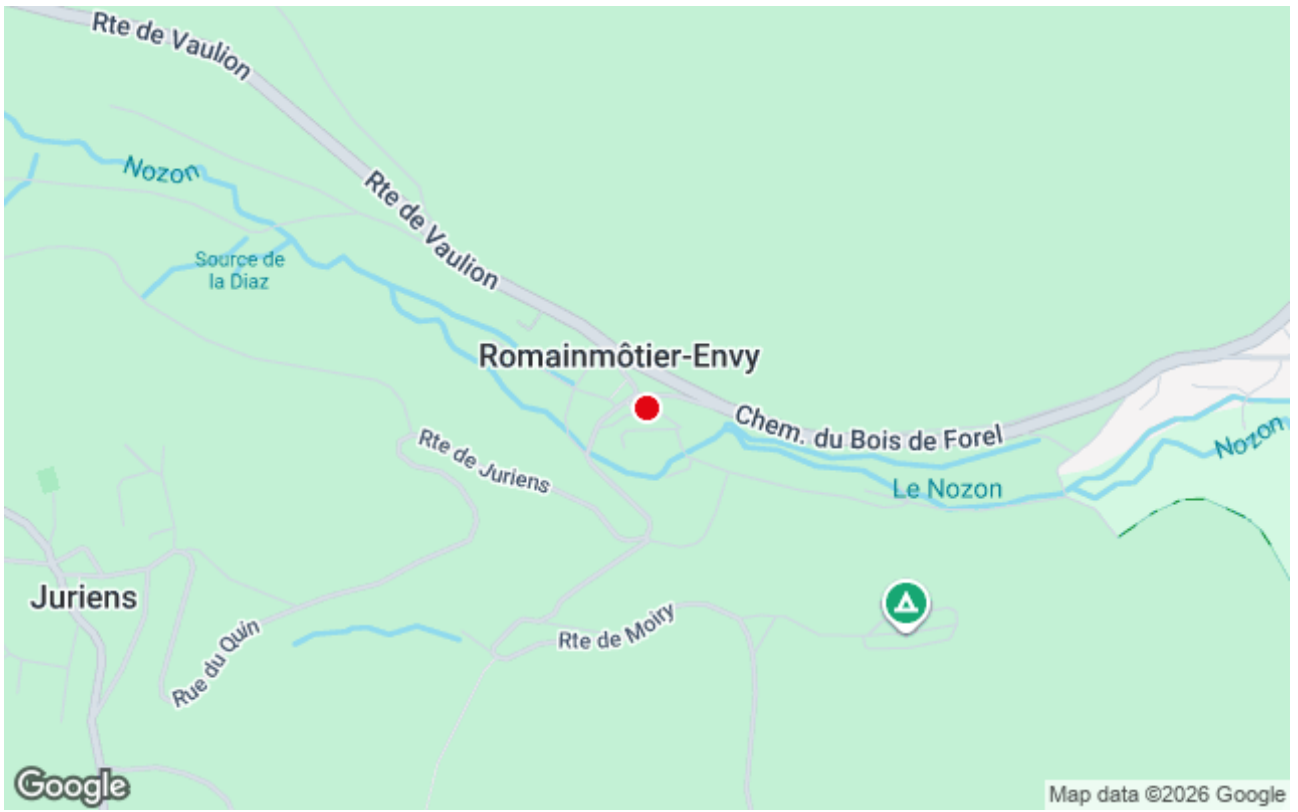 Rte de Vaulion
Nozon
Rte de Vaulion
Source de
la Diaz
Romainmôtier-Envy
Chem. du Bois de Forel
Nozon
Rte de Juriens
Le Nozon
Juriens
Rte de Moiry
Rue du Quin
Google
Map data ©2026 Google